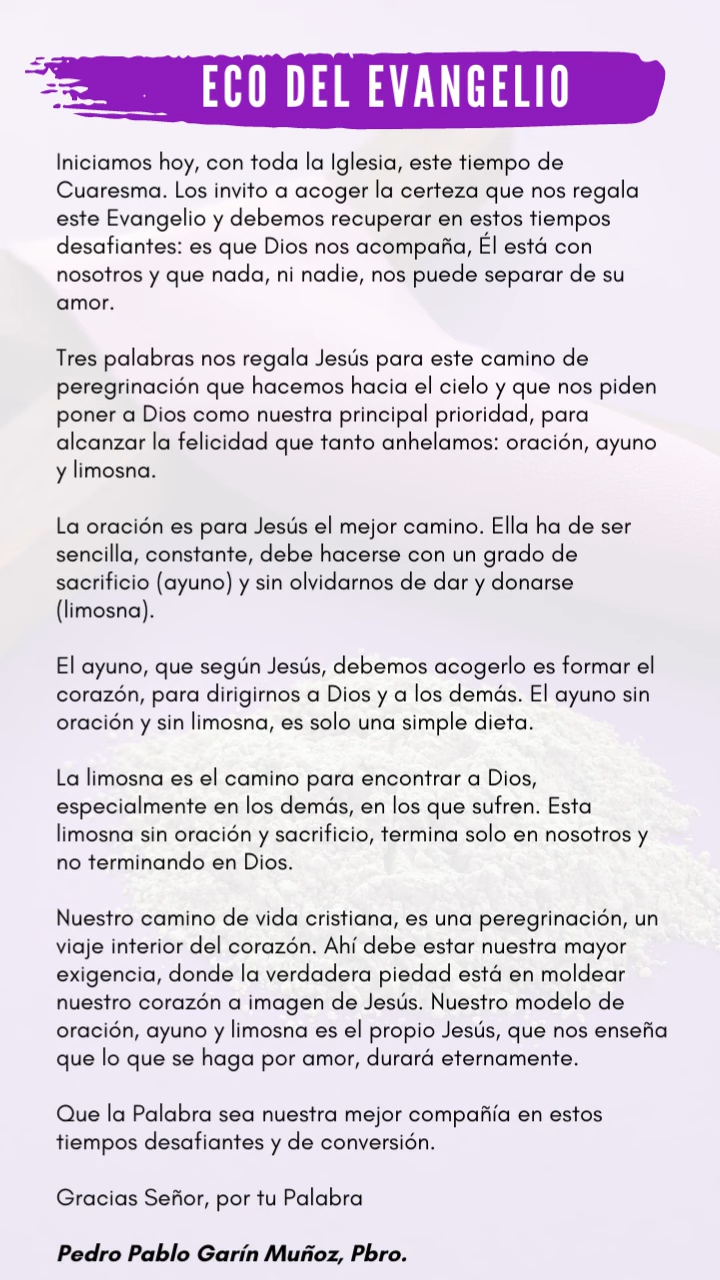 ECO DEL EVANGELIO
Iniciamos hoy, con toda la Iglesia, este tiempo de
Cuaresma. Los invito a acoger la certeza que nos regala
este Evangelio y debemos recuperar en estos tiempos
desafiantes: es que Dios nos acompaña, Él está con
nosotros y que nada, ni nadie, nos puede separar de su
amor.
Tres palabras nos regala Jesús para este camino de
peregrinación que hacemos hacia el cielo y que nos piden
poner a Dios como nuestra principal prioridad, para
alcanzar la felicidad que tanto anhelamos: oración, ayuno
y limosna.
La oración es para Jesús el mejor camino. Ella ha de ser
sencilla, constante, debe hacerse con un grado de
sacrificio (ayuno) y sin olvidarnos de dar y donarse
(limosna).
El ayuno, que según Jesús, debemos acogerlo es formar el
corazón, para dirigirnos a Dios y a los demás. El ayuno sin
oración y sin limosna, es solo una simple dieta.
La limosna es el camino para encontrar a Dios,
especialmente en los demás, en los que sufren. Esta
limosna sin oración y sacrificio, termina solo en nosotros y
no terminando en Dios.
Nuestro camino de vida cristiana, es una peregrinación, un
viaje interior del corazón. Ahí debe estar nuestra mayor
exigencia, donde la verdadera piedad está en moldear
nuestro corazón a imagen de Jesús. Nuestro modelo de
oración, ayuno y limosna es el propio Jesús, que nos enseña
que lo que se haga por amor, durará eternamente.
Que la Palabra sea nuestra mejor compañía en estos
tiempos desafiantes y de conversión.
Gracias Señor, por tu Palabra
Pedro Pablo Garín Muñoz, Pbro.